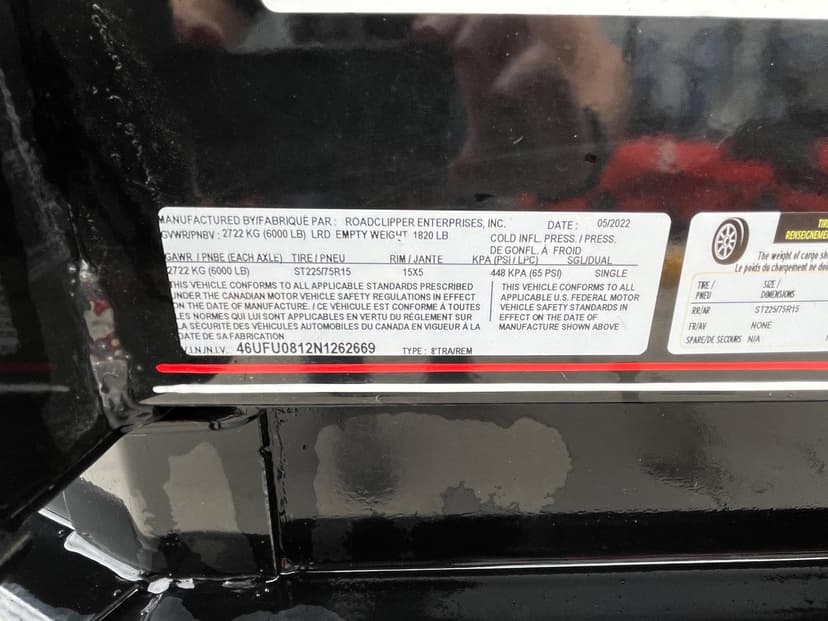 MANUFACTURED BY/FABRIQUÉ PAR : ROADCLIPPER ENTERPRISES, INC. DATE : 05/2022
GVWR/PNBV : 2722 KG (6000 LB) LRD EMPTY WEIGHT 1820 LB COLD INFL. PRESS./ PRESS.
DE GONFL. À FROID
GAWR / PNBE (EACH AXLE) TIRE / PNEU RIM / JANTE KPA (PSI / LPC) SGL/DUAL
2722 KG (6000 LB) ST225/75R15 15X5 448 KPA (65 PSI) SINGLE
THIS VEHICLE CONFORMS TO ALL APPLICABLE STANDARDS PRESCRIBED
UNDER THE CANADIAN MOTOR VEHICLE SAFETY REGULATIONS IN EFFECT
ON THE DATE OF MANUFACTURE. / CE VÉHICULE EST CONFORME À TOUTES
LES NORMES QUI LUI SONT APPLICABLES EN VERTU DU RÈGLEMENT SUR
LA SÉCURITÉ DES VÉHICULES AUTOMOBILES DU CANADA EN VIGUEUR À LA
DATE DE SA FABRICATION
THIS VEHICLE CONFORMS TO ALL
APPLICABLE U.S. FEDERAL MOTOR
VEHICLE SAFETY STANDARDS IN
EFFECT ON THE DATE OF
MANUFACTURE SHOWN ABOVE
V.I.N./N.I.V. 46UFU0812N1262669 TYPE : 8'TRA/REM
TIRE
RENSEIGNEME
The weight of cargo sh
Le poids du chargement ne do
TIRE / PNEU SIZE / DIMENSIONS
RR/AR ST225/75R15
FR/AV NONE
SPARE/DE SECOURS N/A